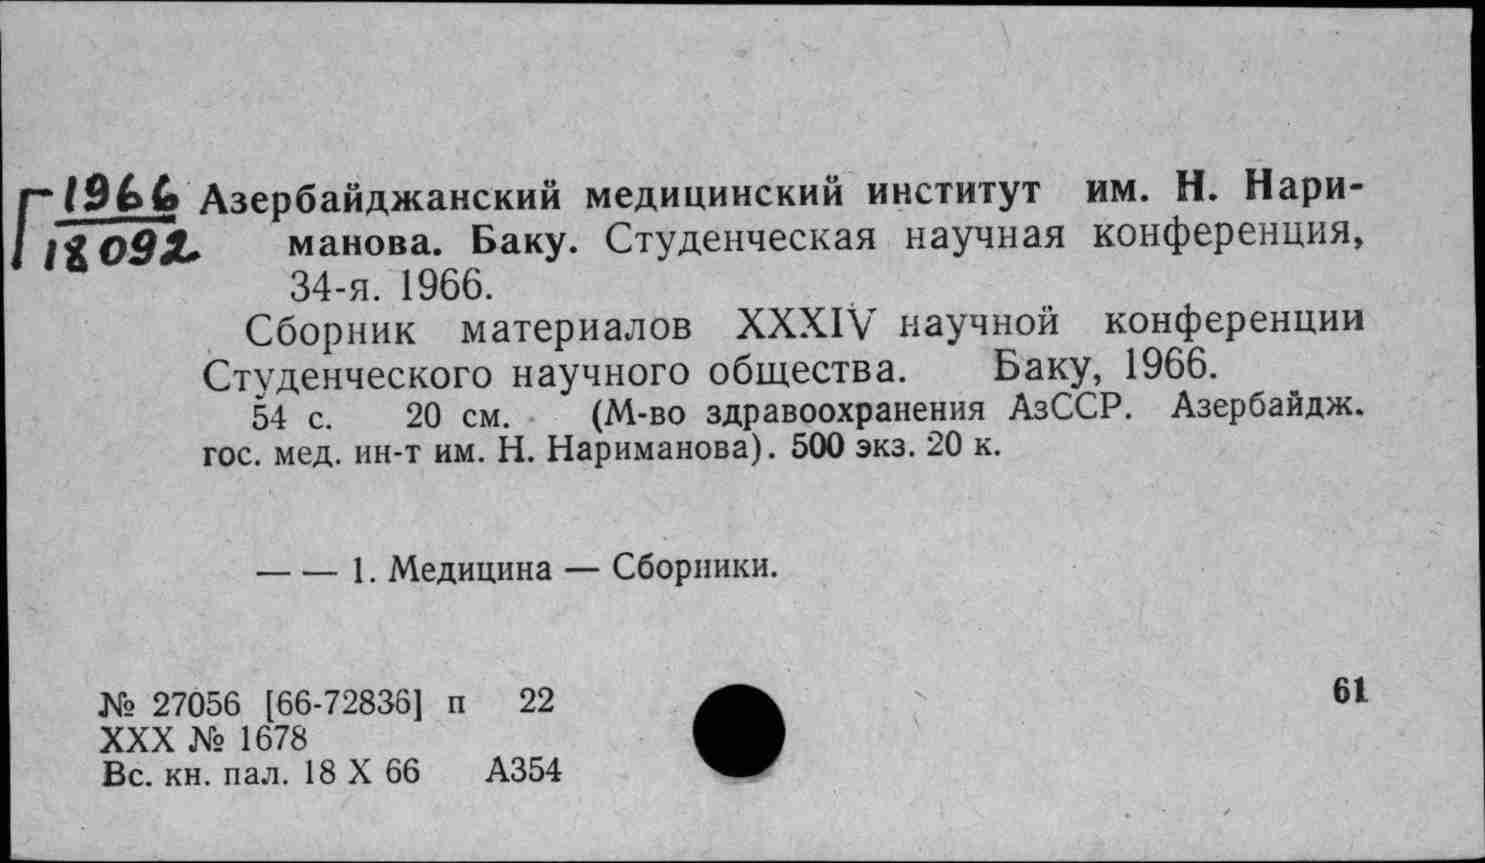 Г 1966 Азербайджанский медицинский институт им. Н. Нари-
18092 манова. Баку. Студенческая научная конференция,
34-я. 1966.
Сборник материалов XXXIV научной конференции
Студенческого научного общества. Баку, 1966.
54 с. 20 см. (М-во здравоохранения АзССР. Азербайдж.
гос. мед. ин-т им. Н. Нариманова). 500 экз. 20 к.
— — 1. Медицина — Сборники.
№ 27056 [66-72836] п 22
61
XXX № 1678
Вс. кн. пал. 18 X 66 А354